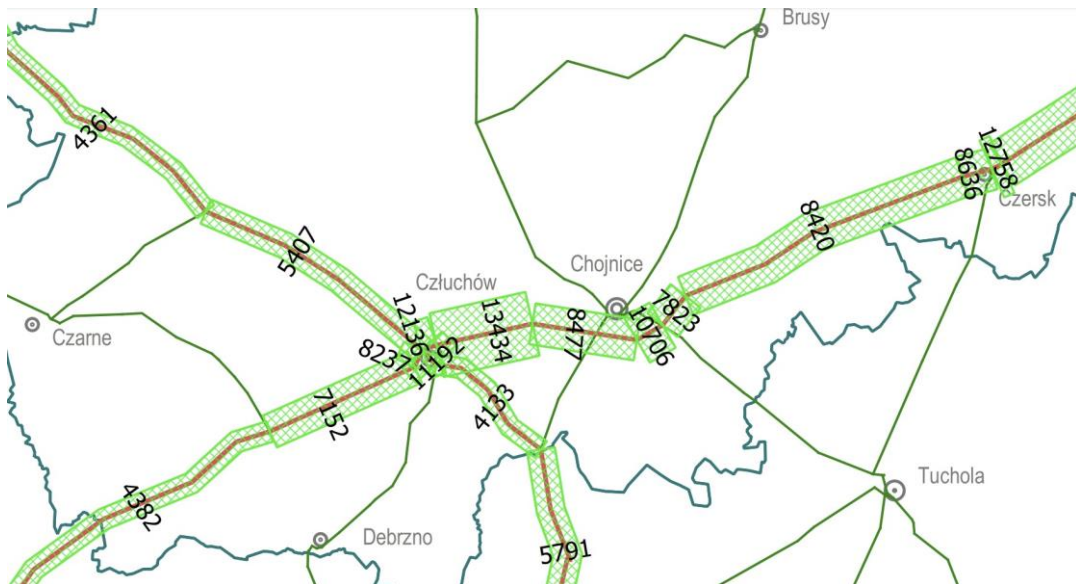 Brusy
4361
12758
8636
Czersk
8420
5407
Człuchów
Chojnice
12136
13434
8477
7823
10706
Czarne
8237
11192
7152
4133
4382
Tuchola
Debrzno
5791